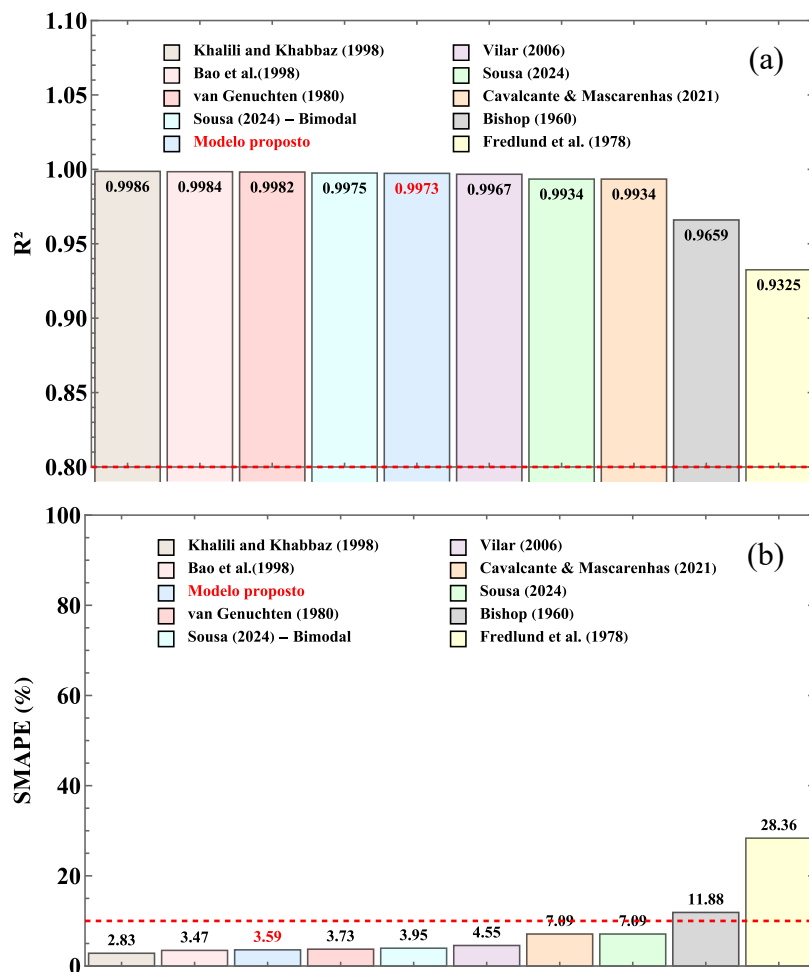 1.10
1.05
1.00
0.95
0.90
0.85
0.80
R²
(a)
Khalili and Khabbaz (1998)
Bao et al.(1998)
van Genuchten (1980)
Sousa (2024) – Bimodal
Modelo proposto
Vilar (2006)
Sousa (2024)
Cavalcante & Mascarenhas (2021)
Bishop (1960)
Fredlund et al. (1978)
0.9986
0.9984
0.9982
0.9975
0.9973
0.9967
0.9934
0.9934
0.9659
0.9325
100
80
60
40
20
0
SMAPE (%)
(b)
Khalili and Khabbaz (1998)
Bao et al.(1998)
Modelo proposto
van Genuchten (1980)
Sousa (2024) – Bimodal
Vilar (2006)
Cavalcante & Mascarenhas (2021)
Sousa (2024)
Bishop (1960)
Fredlund et al. (1978)
2.83
3.47
3.59
3.73
3.95
4.55
7.09
7.09
11.88
28.36